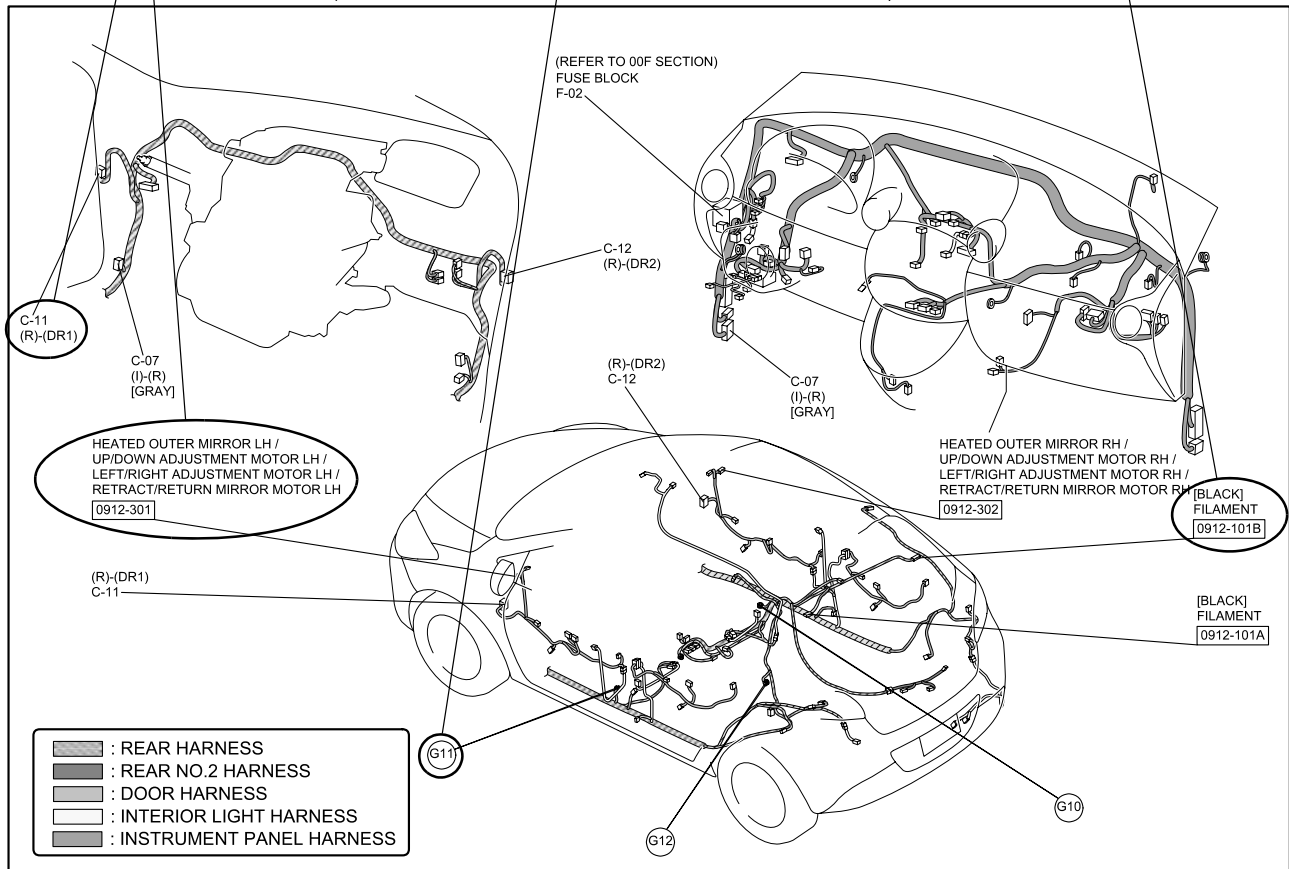 (REFER TO 00F SECTION)
FUSE BLOCK
F-02
C-12
(R)-(DR2)
C-11
(R)-(DR1)
C-07
(I)-(R)
[GRAY]
(R)-(DR2)
C-12
C-07
(I)-(R)
[GRAY]
HEATED OUTER MIRROR LH /
UP/DOWN ADJUSTMENT MOTOR LH /
LEFT/RIGHT ADJUSTMENT MOTOR LH /
RETRACT/RETURN MIRROR MOTOR LH
0912-301
HEATED OUTER MIRROR RH /
UP/DOWN ADJUSTMENT MOTOR RH /
LEFT/RIGHT ADJUSTMENT MOTOR RH /
RETRACT/RETURN MIRROR MOTOR RH
0912-302
[BLACK]
FILAMENT
0912-101B
(R)-(DR1)
C-11
[BLACK]
FILAMENT
0912-101A
: REAR HARNESS
: REAR NO.2 HARNESS
: DOOR HARNESS
: INTERIOR LIGHT HARNESS
: INSTRUMENT PANEL HARNESS
G11
G12
G10